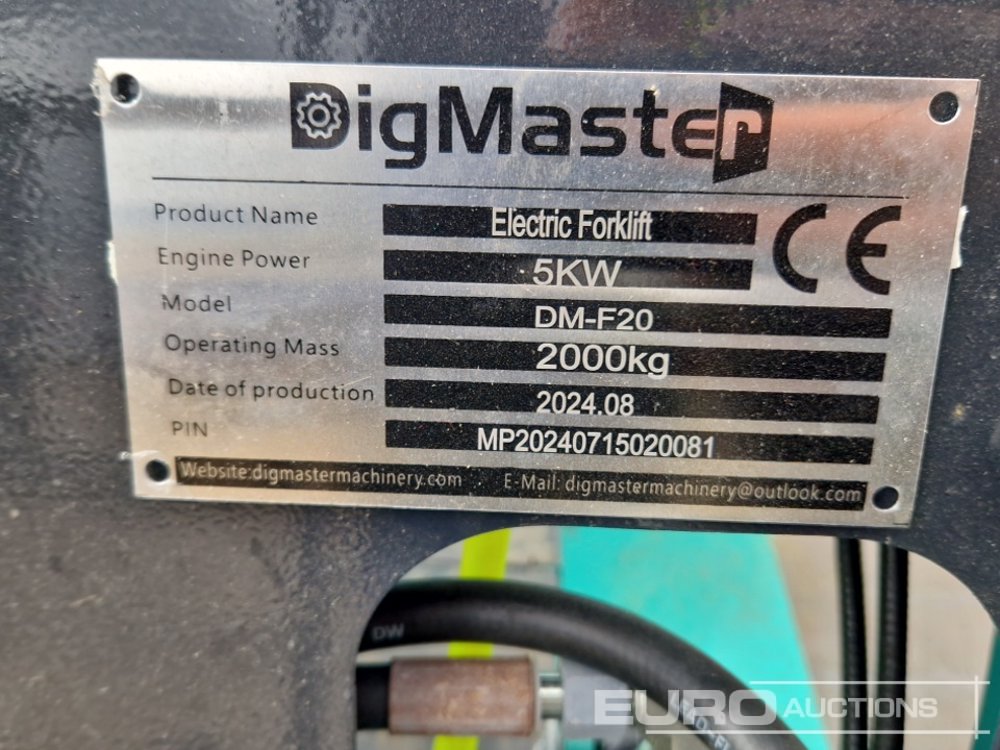 DigMaster
Product Name Electric Forklift
CE
Engine Power 5KW
Model DM-F20
Operating Mass 2000kg
Date of production 2024.08
PIN MP20240715020081
Website:digmastermachinery.com E-Mail: digmastermachinery@outlook.com
DW
EURO AUCTIONS